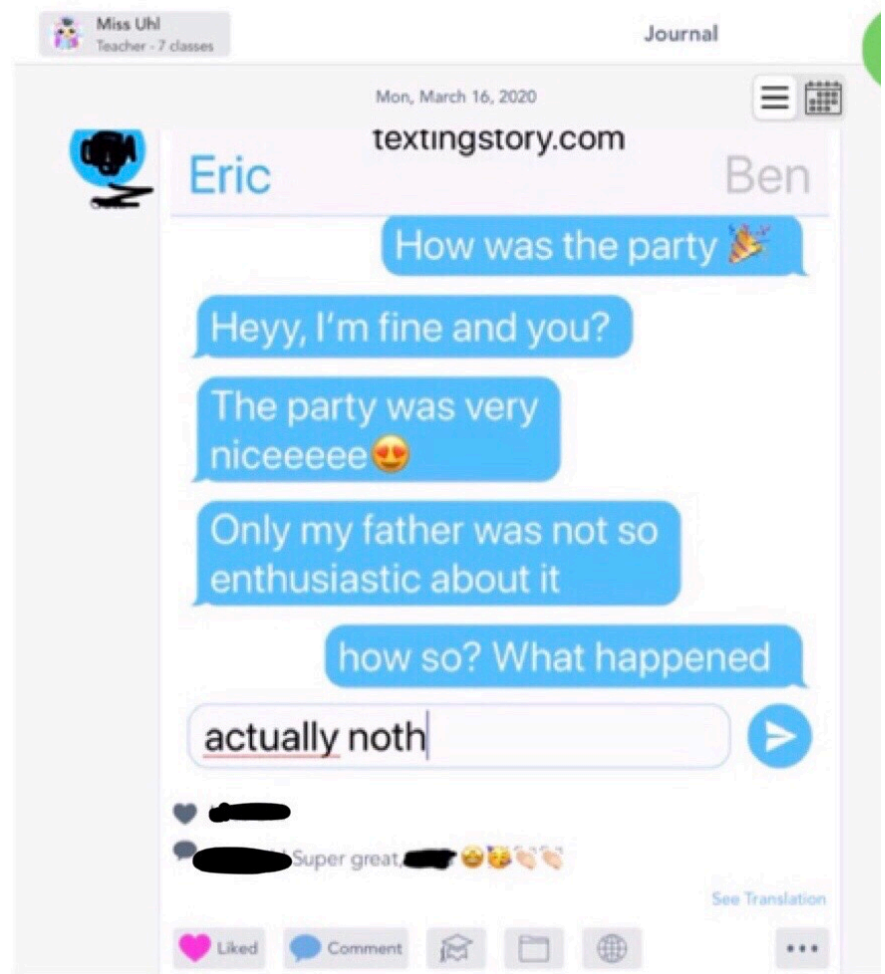 Miss Uhl
Teacher - 7 classes
Journal
Mon, March 16, 2020
textingstory.com
Eric
Ben
How was the party 🎉
Heyy, I'm fine and you?
The party was very
niceeeee😍
Only my father was not so
enthusiastic about it
how so? What happened
actually noth
Super great, 🤩🥳👏🏻👏🏻
See Translation
Liked
Comment